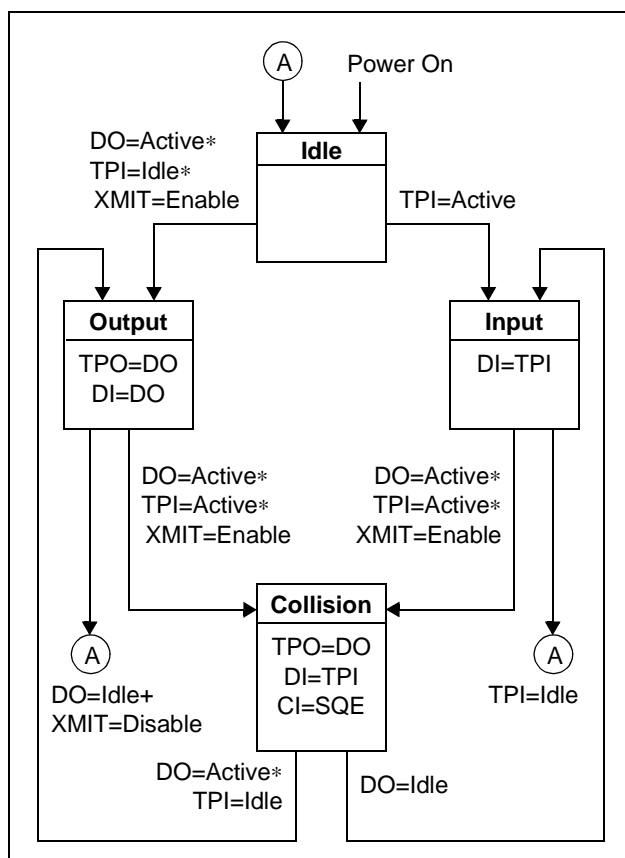 A
Power On
DO=Active*
TPI=Idle*
XMIT=Enable
Idle
TPI=Active
Output
TPO=DO
DI=DO
Input
DI=TPI
DO=Active*
TPI=Active*
XMIT=Enable
DO=Active*
TPI=Active*
XMIT=Enable
Collision
TPO=DO
DI=TPI
CI=SQE
A
DO=Idle+
XMIT=Disable
A
TPI=Idle
DO=Active*
TPI=Idle
DO=Idle